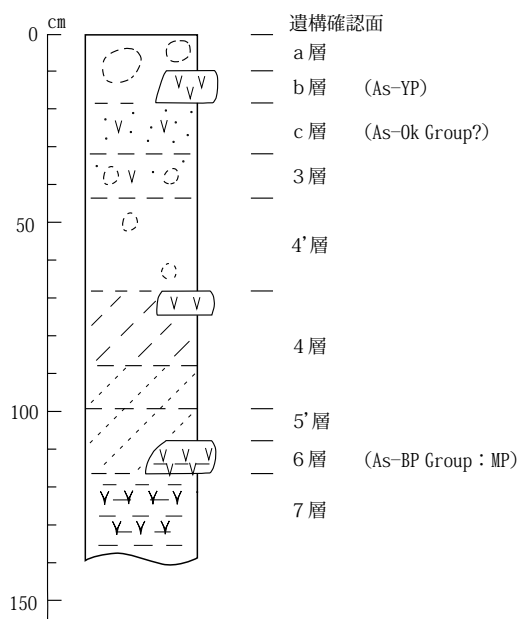 cm
遺構確認面
0
a層
b層 (As-YP)
c層 (As-Ok Group?)
3層
50
4'層
4層
100
5'層
6層 (As-BP Group：MP)
7層
150